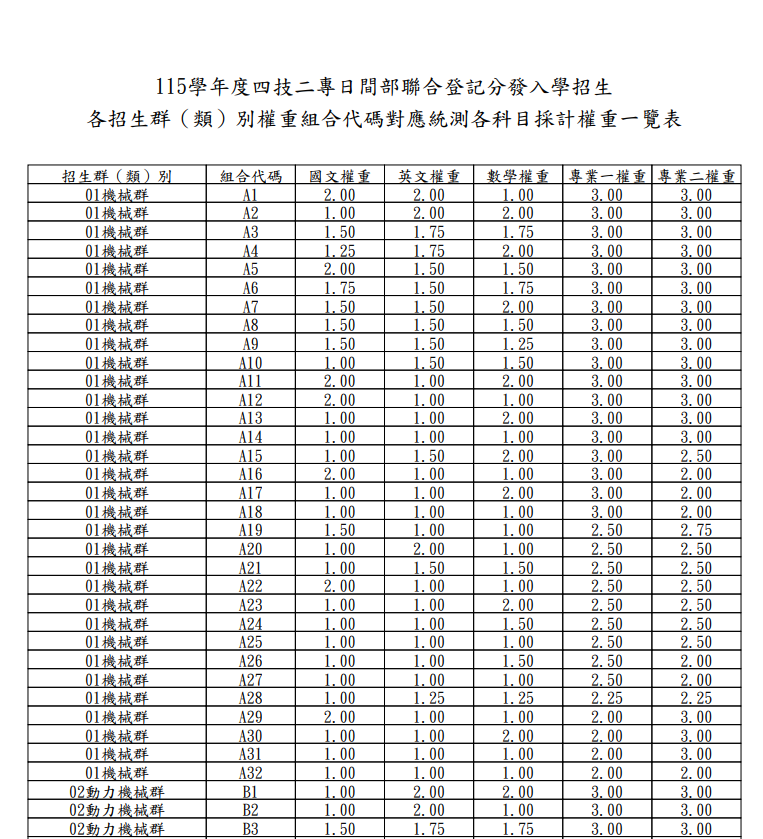 115學年度四技二專日間部聯合登記分發入學招生
各招生群（類）別權重組合代碼對應統測各科目採計權重一覽表
招生群（類）別 組合代碼 國文權重 英文權重 數學權重 專業一權重 專業二權重
01機械群 A1 2.00 2.00 1.00 3.00 3.00
01機械群 A2 1.00 2.00 2.00 3.00 3.00
01機械群 A3 1.50 1.75 1.75 3.00 3.00
01機械群 A4 1.25 1.75 2.00 3.00 3.00
01機械群 A5 2.00 1.50 1.50 3.00 3.00
01機械群 A6 1.75 1.50 1.75 3.00 3.00
01機械群 A7 1.50 1.50 2.00 3.00 3.00
01機械群 A8 1.50 1.50 1.50 3.00 3.00
01機械群 A9 1.50 1.50 1.25 3.00 3.00
01機械群 A10 1.00 1.50 1.50 3.00 3.00
01機械群 A11 2.00 1.00 2.00 3.00 3.00
01機械群 A12 2.00 1.00 1.00 3.00 3.00
01機械群 A13 1.00 1.00 2.00 3.00 3.00
01機械群 A14 1.00 1.00 1.00 3.00 3.00
01機械群 A15 1.00 1.50 2.00 3.00 2.50
01機械群 A16 2.00 1.00 1.00 3.00 2.00
01機械群 A17 1.00 1.00 2.00 3.00 2.00
01機械群 A18 1.00 1.00 1.00 3.00 2.00
01機械群 A19 1.50 1.00 1.00 2.50 2.75
01機械群 A20 1.00 2.00 1.00 2.50 2.50
01機械群 A21 1.00 1.50 1.50 2.50 2.50
01機械群 A22 2.00 1.00 1.00 2.50 2.50
01機械群 A23 1.00 1.00 2.00 2.50 2.50
01機械群 A24 1.00 1.00 1.50 2.50 2.50
01機械群 A25 1.00 1.00 1.00 2.50 2.50
01機械群 A26 1.00 1.00 1.50 2.50 2.00
01機械群 A27 1.00 1.00 1.00 2.50 2.00
01機械群 A28 1.00 1.25 1.25 2.25 2.25
01機械群 A29 2.00 1.00 1.00 2.00 3.00
01機械群 A30 1.00 1.00 2.00 2.00 3.00
01機械群 A31 1.00 1.00 1.00 2.00 3.00
01機械群 A32 1.00 1.00 1.00 2.00 2.00
02動力機械群 B1 1.00 2.00 2.00 3.00 3.00
02動力機械群 B2 1.00 2.00 1.00 3.00 3.00
02動力機械群 B3 1.50 1.75 1.75 3.00 3.00